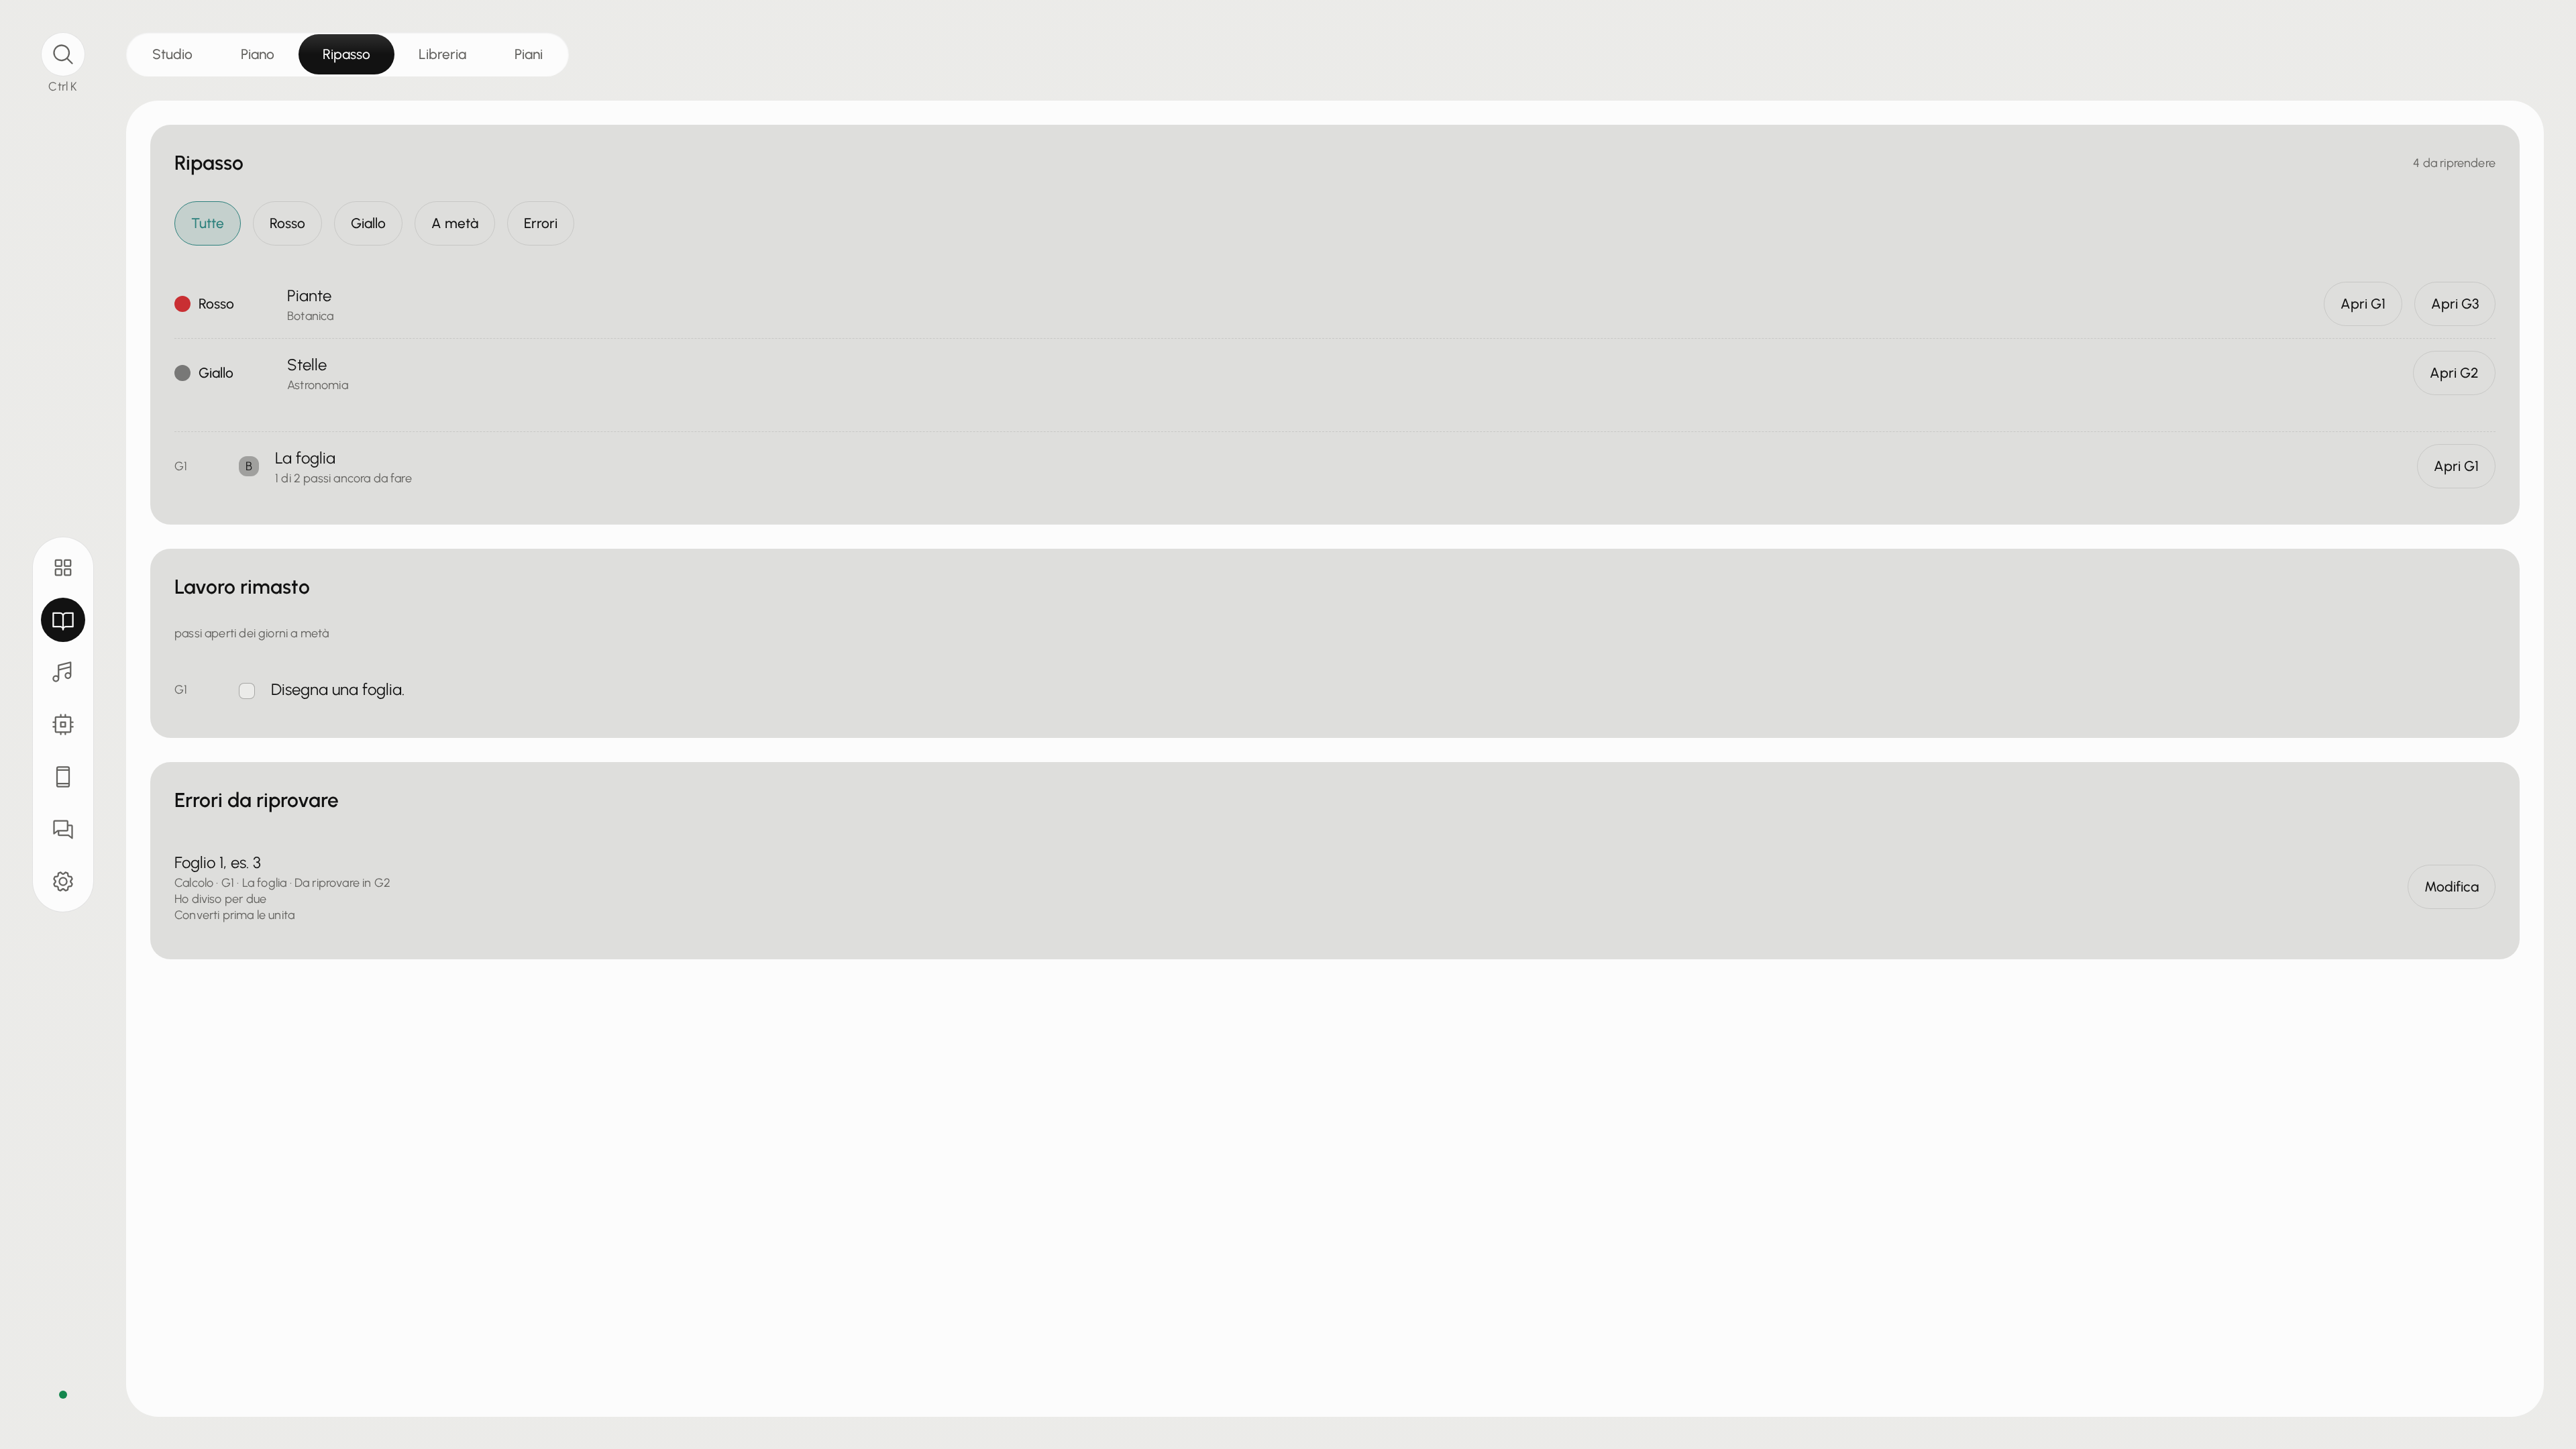 Ctrl K
Studio
Piano
Ripasso
Libreria
Piani
Ripasso
4 da riprendere
Tutte
Rosso
Giallo
A metà
Errori
Rosso
Piante
Botanica
Apri G1
Apri G3
Giallo
Stelle
Astronomia
Apri G2
G1
B
La foglia
1 di 2 passi ancora da fare
Apri G1
Lavoro rimasto
passi aperti dei giorni a metà
G1
Disegna una foglia.
Errori da riprovare
Foglio 1, es. 3
Calcolo · G1 · La foglia · Da riprovare in G2
Ho diviso per due
Converti prima le unita
Modifica